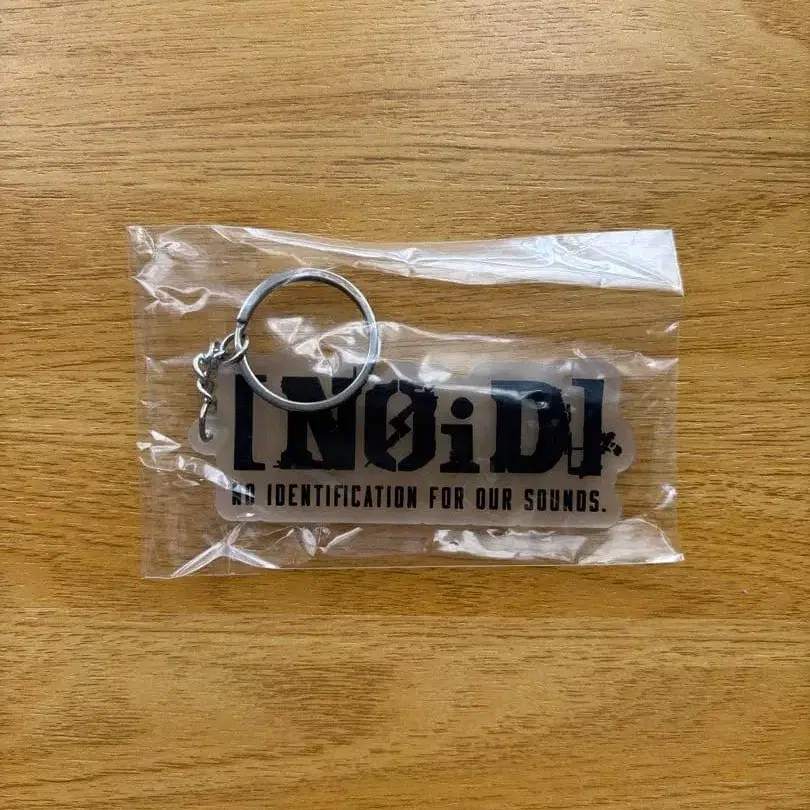 [NØiD]
NO IDENTIFICATION FOR OUR SOUNDS.